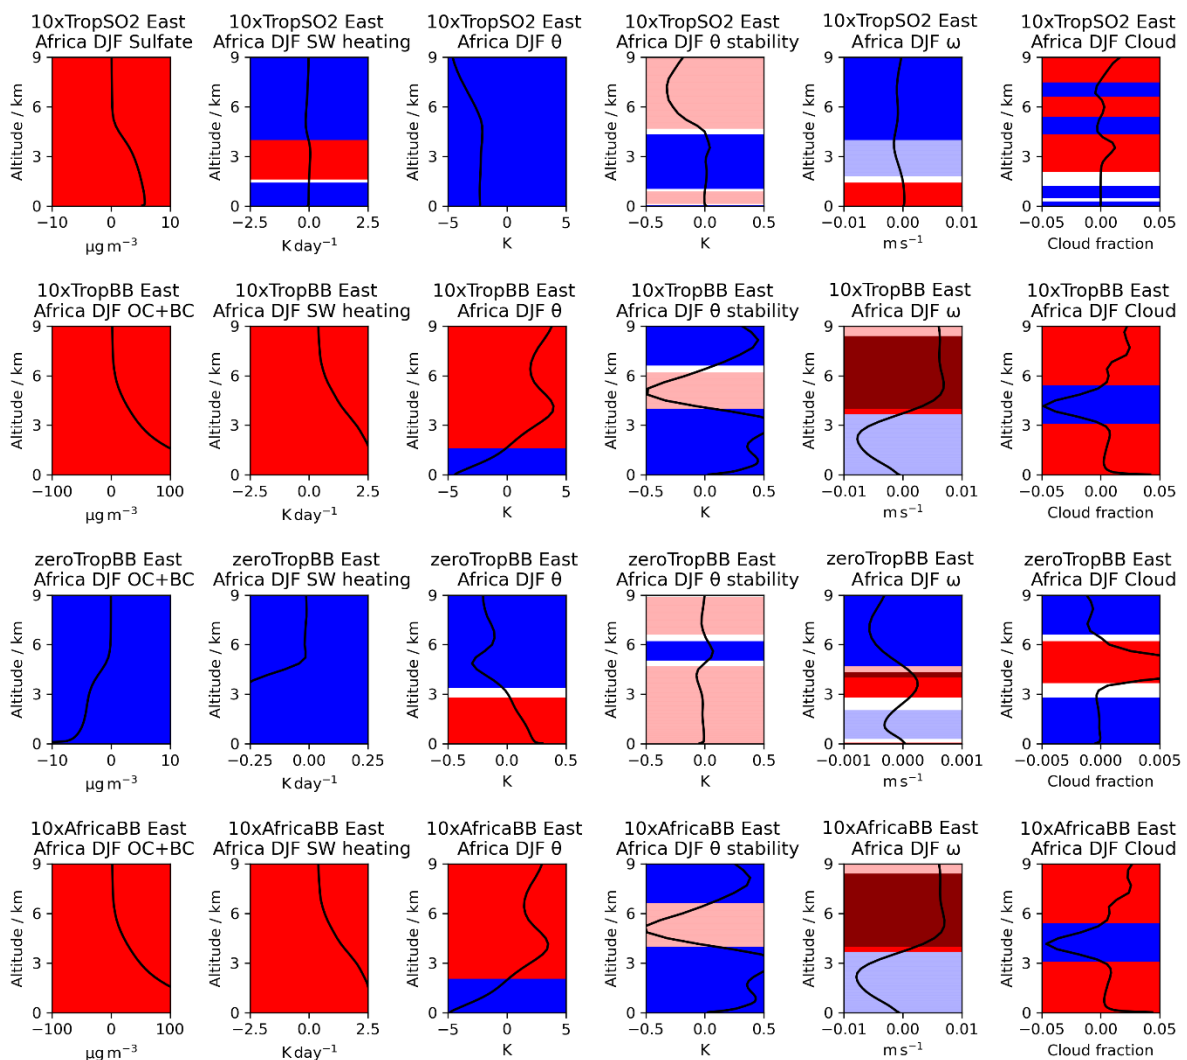 10xTropSO2 East
Africa DJF Sulfate
10xTropSO2 East
Africa DJF SW heating
10xTropSO2 East
Africa DJF θ
10xTropSO2 East
Africa DJF θ stability
10xTropSO2 East
Africa DJF ω
10xTropSO2 East
Africa DJF Cloud
Altitude / km
9
6
3
0
−10 0 10
μg m⁻³
Altitude / km
9
6
3
0
−2.5 0.0 2.5
K day⁻¹
Altitude / km
9
6
3
0
−5 0 5
K
Altitude / km
9
6
3
0
−0.5 0.0 0.5
K
Altitude / km
9
6
3
0
−0.01 0.00 0.01
m s⁻¹
Altitude / km
9
6
3
0
−0.05 0.00 0.05
Cloud fraction
10xTropBB East
Africa DJF OC+BC
10xTropBB East
Africa DJF SW heating
10xTropBB East
Africa DJF θ
10xTropBB East
Africa DJF θ stability
10xTropBB East
Africa DJF ω
10xTropBB East
Africa DJF Cloud
Altitude / km
9
6
3
0
−100 0 100
μg m⁻³
Altitude / km
9
6
3
0
−2.5 0.0 2.5
K day⁻¹
Altitude / km
9
6
3
0
−5 0 5
K
Altitude / km
9
6
3
0
−0.5 0.0 0.5
K
Altitude / km
9
6
3
0
−0.01 0.00 0.01
m s⁻¹
Altitude / km
9
6
3
0
−0.05 0.00 0.05
Cloud fraction
zeroTropBB East
Africa DJF OC+BC
zeroTropBB East
Africa DJF SW heating
zeroTropBB East
Africa DJF θ
zeroTropBB East
Africa DJF θ stability
zeroTropBB East
Africa DJF ω
zeroTropBB East
Africa DJF Cloud
Altitude / km
9
6
3
0
−10 0 10
μg m⁻³
Altitude / km
9
6
3
0
−0.25 0.00 0.25
K day⁻¹
Altitude / km
9
6
3
0
−0.5 0.0 0.5
K
Altitude / km
9
6
3
0
−0.5 0.0 0.5
K
Altitude / km
9
6
3
0
−0.001 0.000 0.001
m s⁻¹
Altitude / km
9
6
3
0
−0.005 0.000 0.005
Cloud fraction
10xAfricaBB East
Africa DJF OC+BC
10xAfricaBB East
Africa DJF SW heating
10xAfricaBB East
Africa DJF θ
10xAfricaBB East
Africa DJF θ stability
10xAfricaBB East
Africa DJF ω
10xAfricaBB East
Africa DJF Cloud
Altitude / km
9
6
3
0
−100 0 100
μg m⁻³
Altitude / km
9
6
3
0
−2.5 0.0 2.5
K day⁻¹
Altitude / km
9
6
3
0
−5 0 5
K
Altitude / km
9
6
3
0
−0.5 0.0 0.5
K
Altitude / km
9
6
3
0
−0.01 0.00 0.01
m s⁻¹
Altitude / km
9
6
3
0
−0.05 0.00 0.05
Cloud fraction